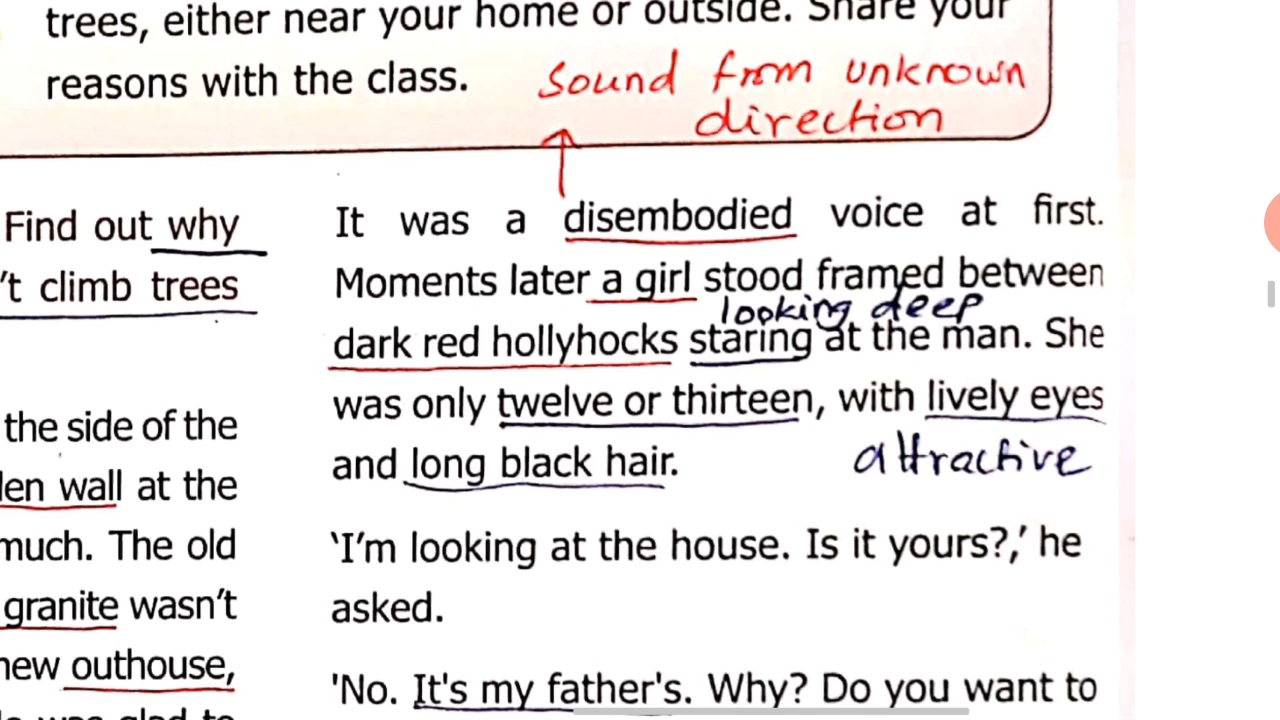 trees, either near your home or outside. Share your
reasons with the class.
Sound from unknown
direction
Find out why
't climb trees
the side of the
len wall at the
much. The old
granite wasn't
new outhouse,
It was a disembodied voice at first.
Moments later a girl stood framed between
looking deep
dark red hollyhocks staring at the man. She
was only twelve or thirteen, with lively eyes
and long black hair.
attractive
'I'm looking at the house. Is it yours?,' he
asked.
'No. It's my father's. Why? Do you want to